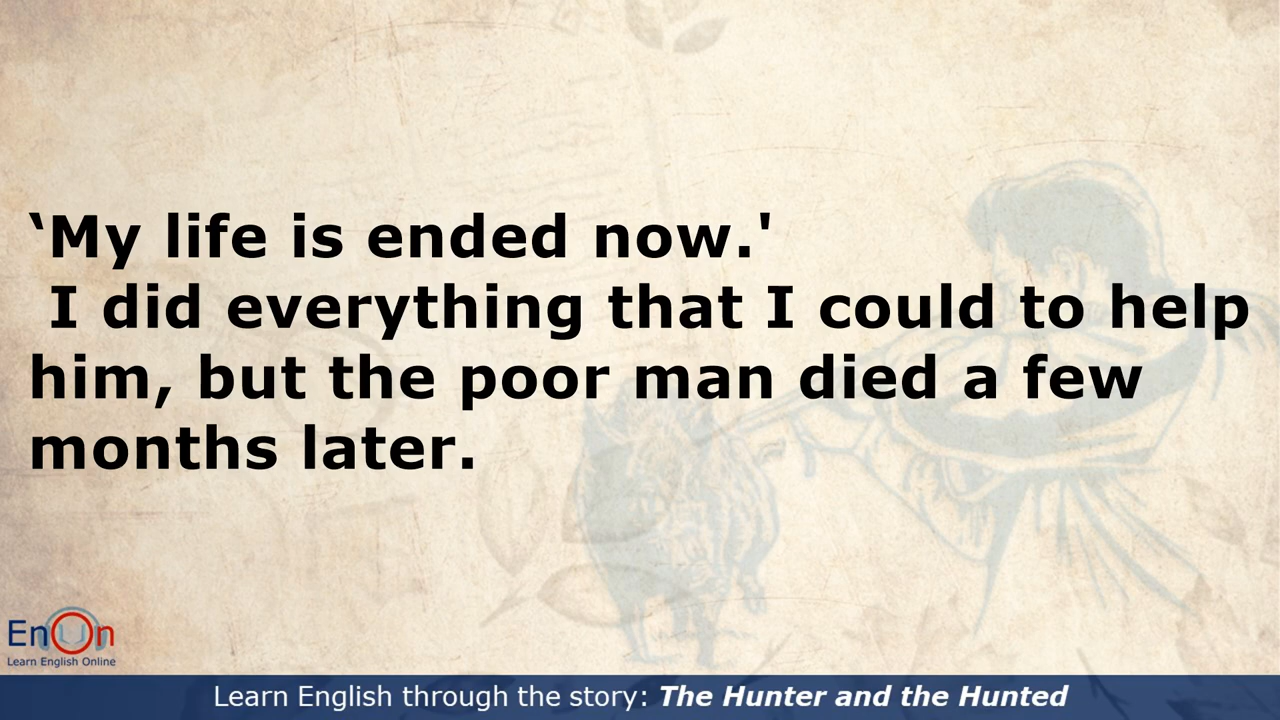 ‘My life is ended now.'
I did everything that I could to help
him, but the poor man died a few
months later.
EnOn
Learn English Online
Learn English through the story: The Hunter and the Hunted